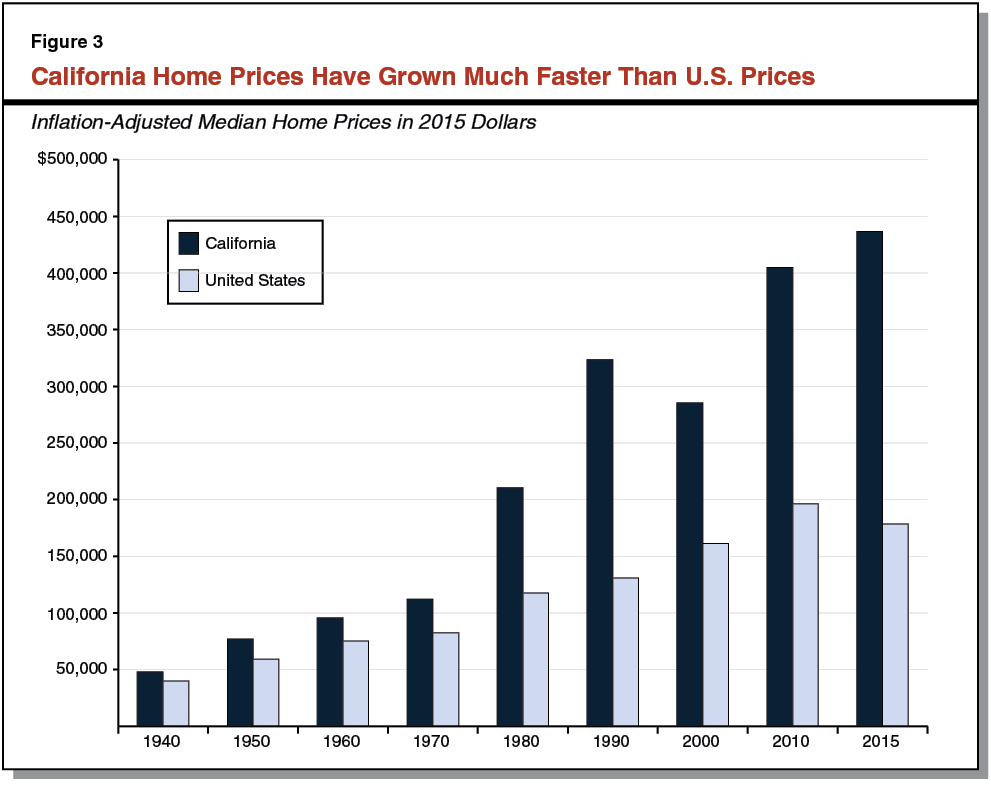 Figure 3
California Home Prices Have Grown Much Faster Than U.S. Prices
Inflation-Adjusted Median Home Prices in 2015 Dollars
$500,000
450,000
400,000
350,000
300,000
250,000
200,000
150,000
100,000
50,000
California
United States
1940 1950 1960 1970 1980 1990 2000 2010 2015